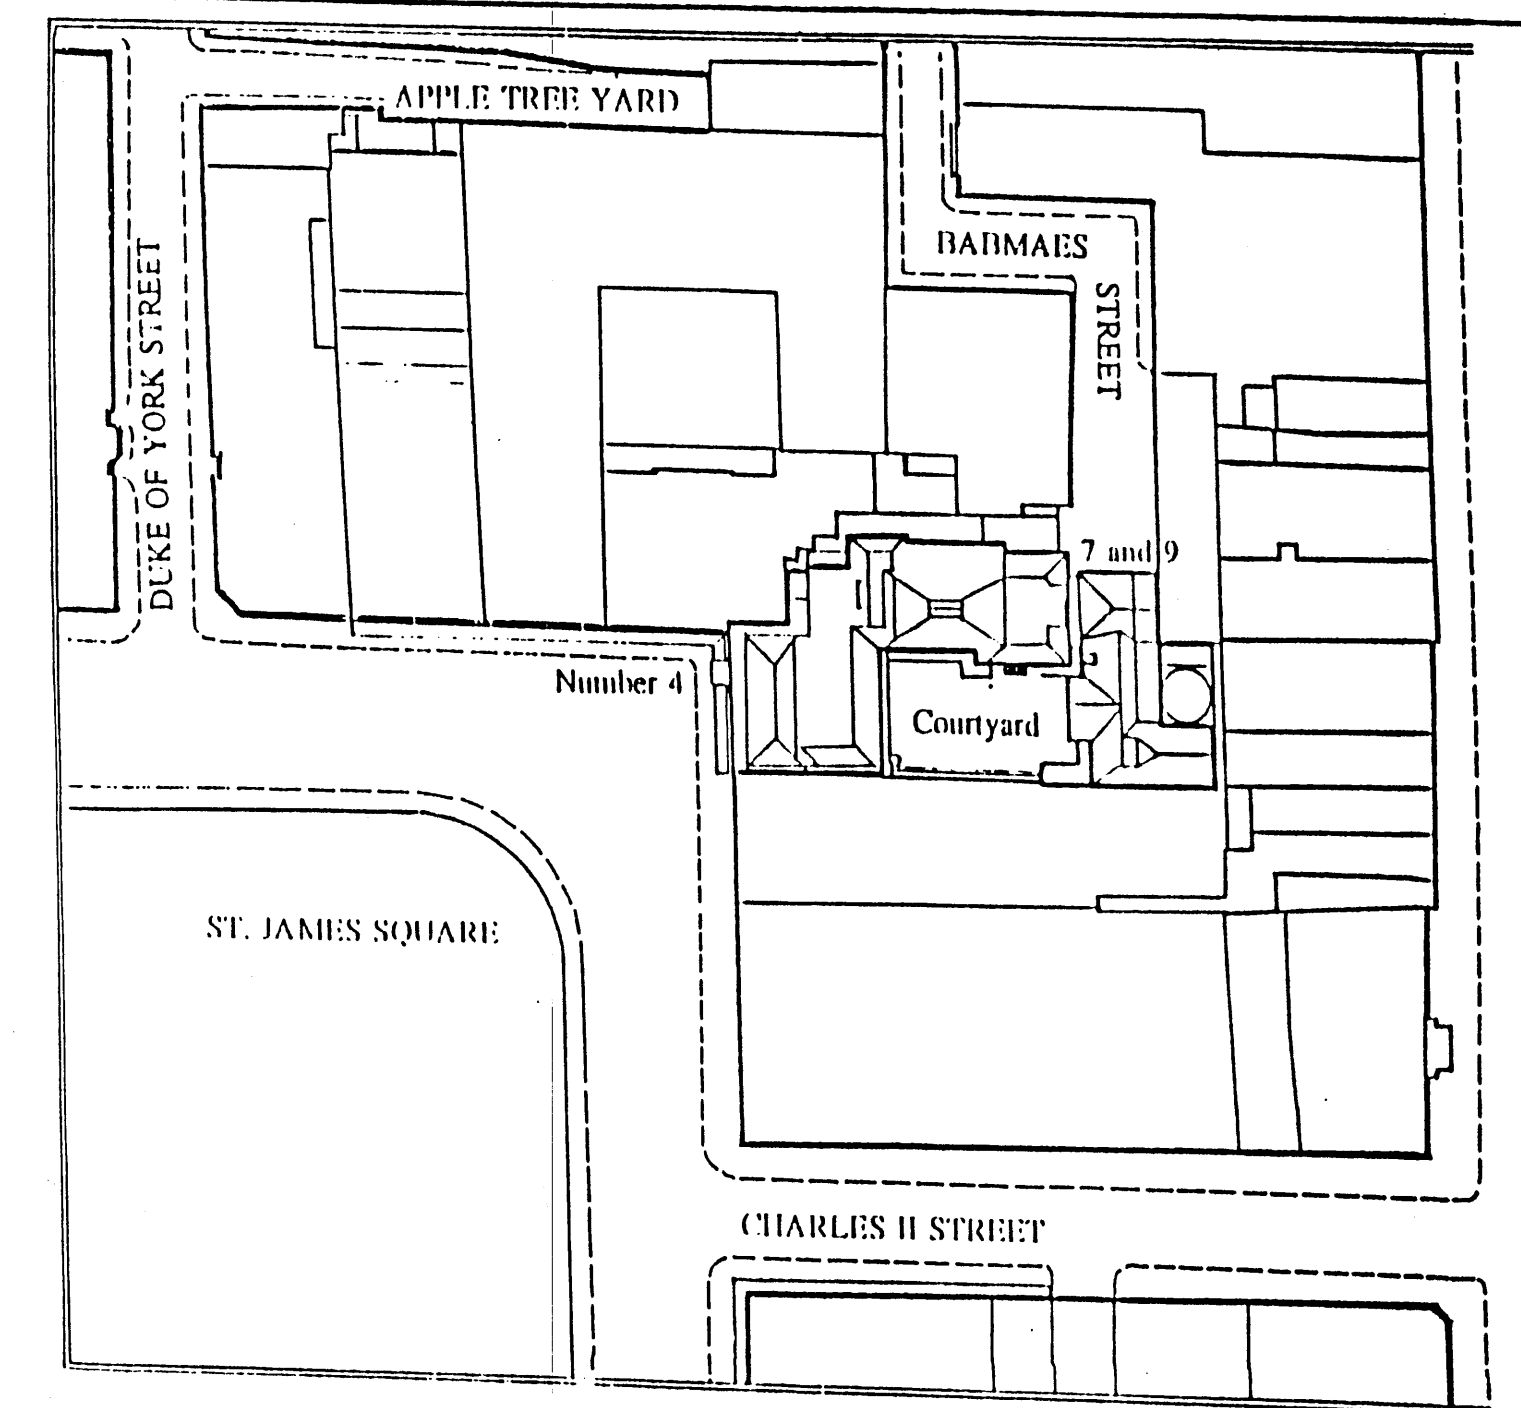 APPLE TREE YARD
BABMAES
STREET
DUKE OF YORK STREET
7 and 9
Number 4
Courtyard
ST. JAMES SQUARE
CHARLES II STREET